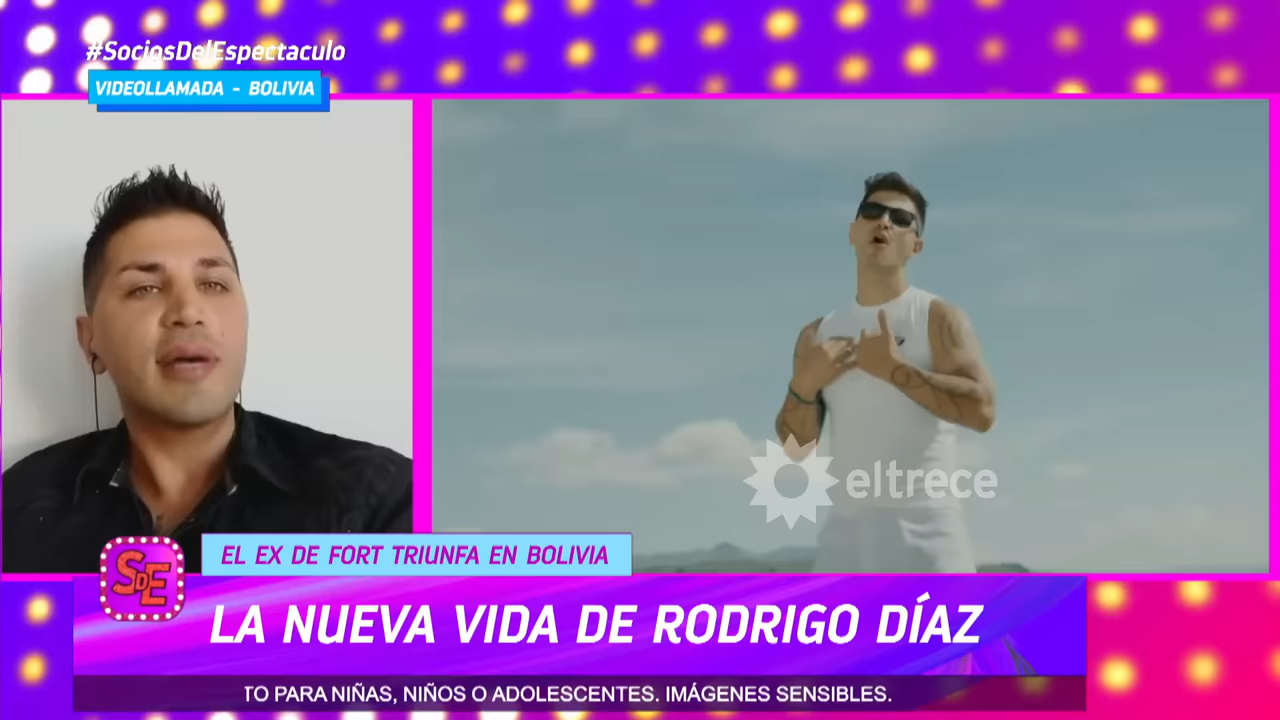 #SociosDelEspectaculo
VIDEOLLAMADA - BOLIVIA
eltrece
SDE
EL EX DE FORT TRIUNFA EN BOLIVIA
LA NUEVA VIDA DE RODRIGO DÍAZ
TO PARA NIÑAS, NIÑOS O ADOLESCENTES. IMÁGENES SENSIBLES.